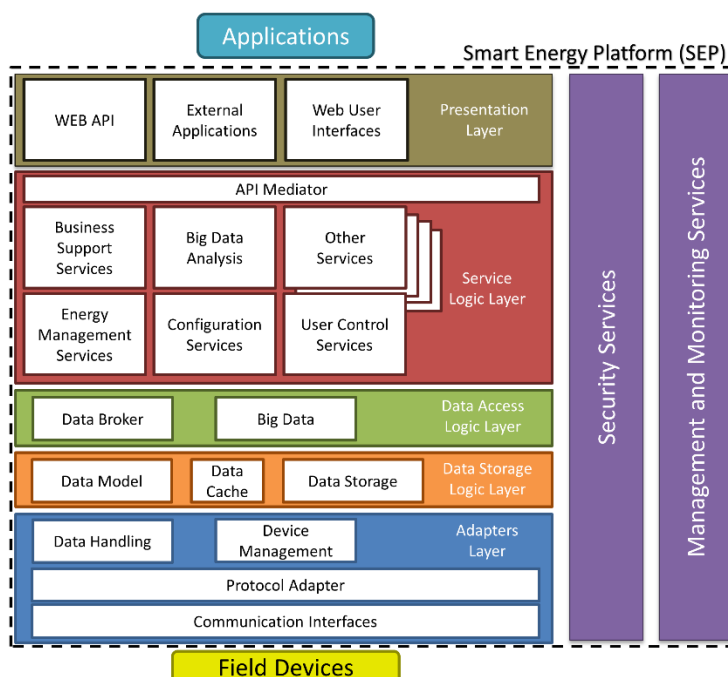 Applications
Smart Energy Platform (SEP)
WEB API
External
Applications
Web User
Interfaces
Presentation
Layer
API Mediator
Business
Support
Services
Big Data
Analysis
Other
Services
Energy
Management
Services
Configuration
Services
User Control
Services
Service
Logic Layer
Data Broker
Big Data
Data Access
Logic Layer
Data Model
Data
Cache
Data Storage
Data Storage
Logic Layer
Data Handling
Device
Management
Adapters
Layer
Protocol Adapter
Communication Interfaces
Security Services
Management and Monitoring Services
Field Devices